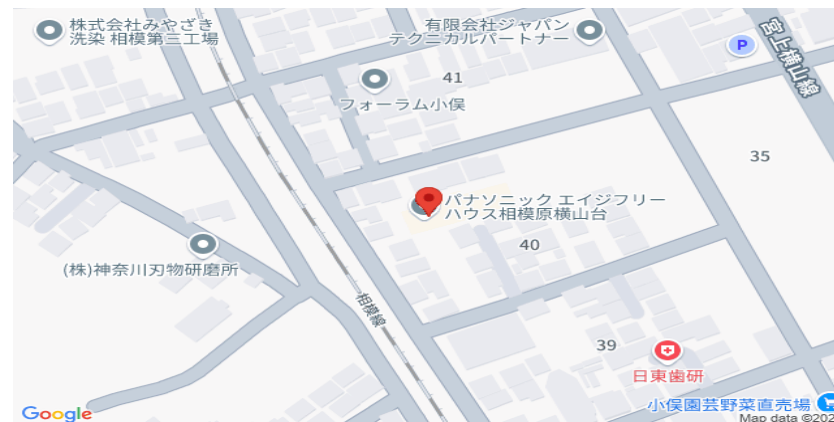 株式会社みやざき
洗染 相模第三工場
有限会社ジャパン
テクニカルパートナー
宮上横山線
P
41
フォーラム小俣
35
パナソニック エイジフリー
ハウス相模原横山台
40
(株)神奈川刃物研磨所
相模線
39
日東歯研
小俣園芸野菜直売場
Google
Map data ©202